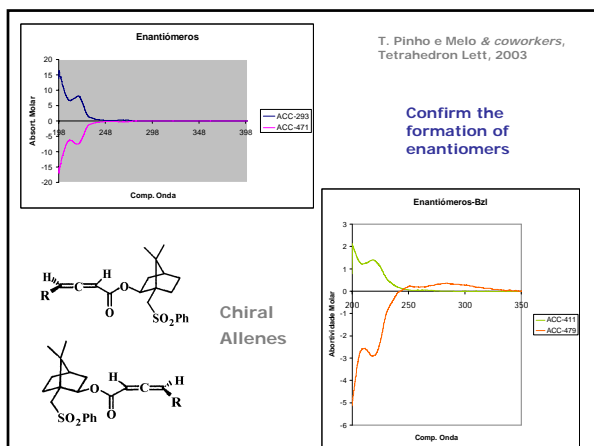 Enantiómeros
Absort. Molar
20
15
10
5
0
-5
-10
-15
-20
198
248
298
348
398
Comp. Onda
ACC-293
ACC-471
T. Pinho e Melo & coworkers,
Tetrahedron Lett, 2003
Confirm the
formation of
enantiomers
H
R
C
H
O
O
SO2Ph
Chiral
Allenes
H
H
O
C
O
R
SO2Ph
Enantiómeros-Bzl
Abortividade Molar
3
2
1
0
-1
-2
-3
-4
-5
-6
200
250
300
350
Comp. Onda
ACC-411
ACC-479